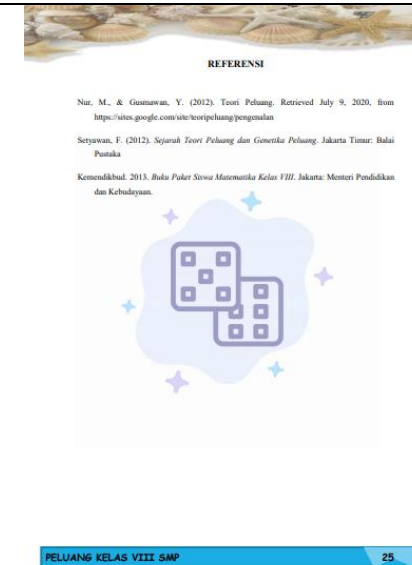 REFERENSI
Nur, M., & Gusmawan, Y. (2012). Teori Peluang. Retrieved July 9, 2020, from
https://sites.google.com/site/teoripeluang/pengenalan
Setyawan, F. (2012). Sejarah Teori Peluang dan Genetika Peluang. Jakarta Timur: Balai
Pustaka
Kemendikbud. 2013. Buku Paket Siswa Matematika Kelas VIII. Jakarta: Menteri Pendidikan
dan Kebudayaan.
PELUANG KELAS VIII SMP 25